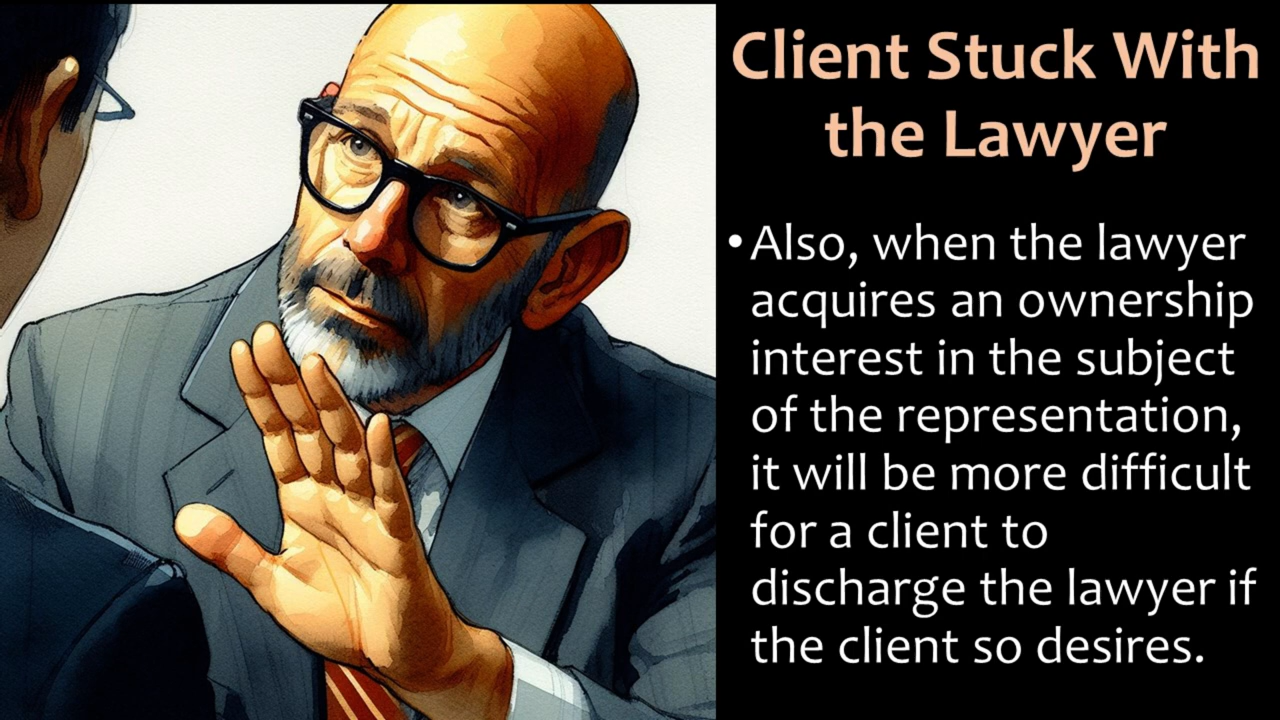 Client Stuck With
the Lawyer
•Also, when the lawyer
acquires an ownership
interest in the subject
of the representation,
it will be more difficult
for a client to
discharge the lawyer if
the client so desires.